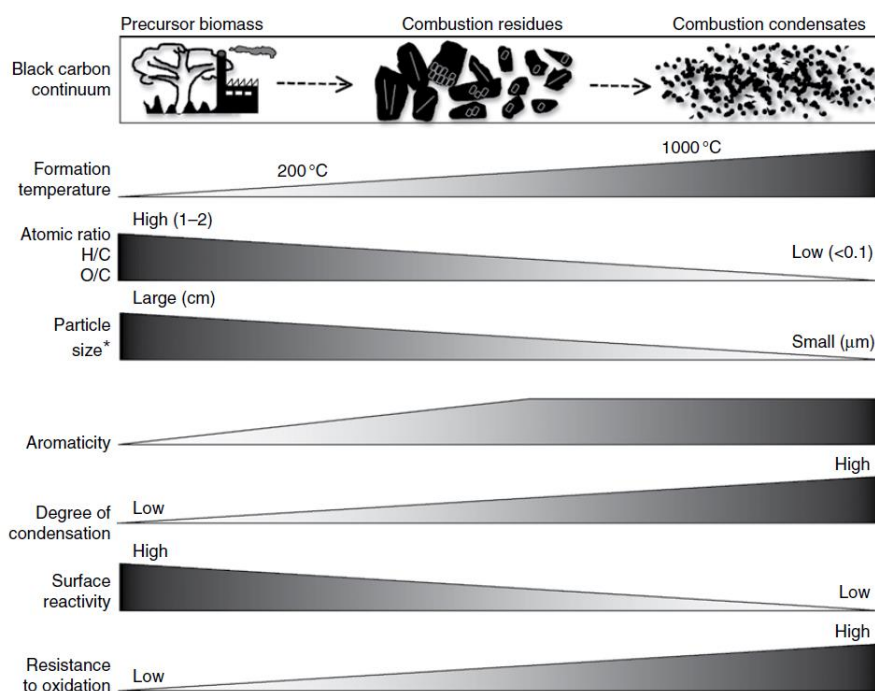 Precursor biomass
Combustion residues
Combustion condensates
Black carbon
continuum
Formation
temperature
200 °C
1000 °C
Atomic ratio
H/C
O/C
High (1–2)
Low (<0.1)
Particle
size*
Large (cm)
Small (μm)
Aromaticity
Degree of
condensation
Low
High
Surface
reactivity
High
Low
Resistance
to oxidation
Low
High